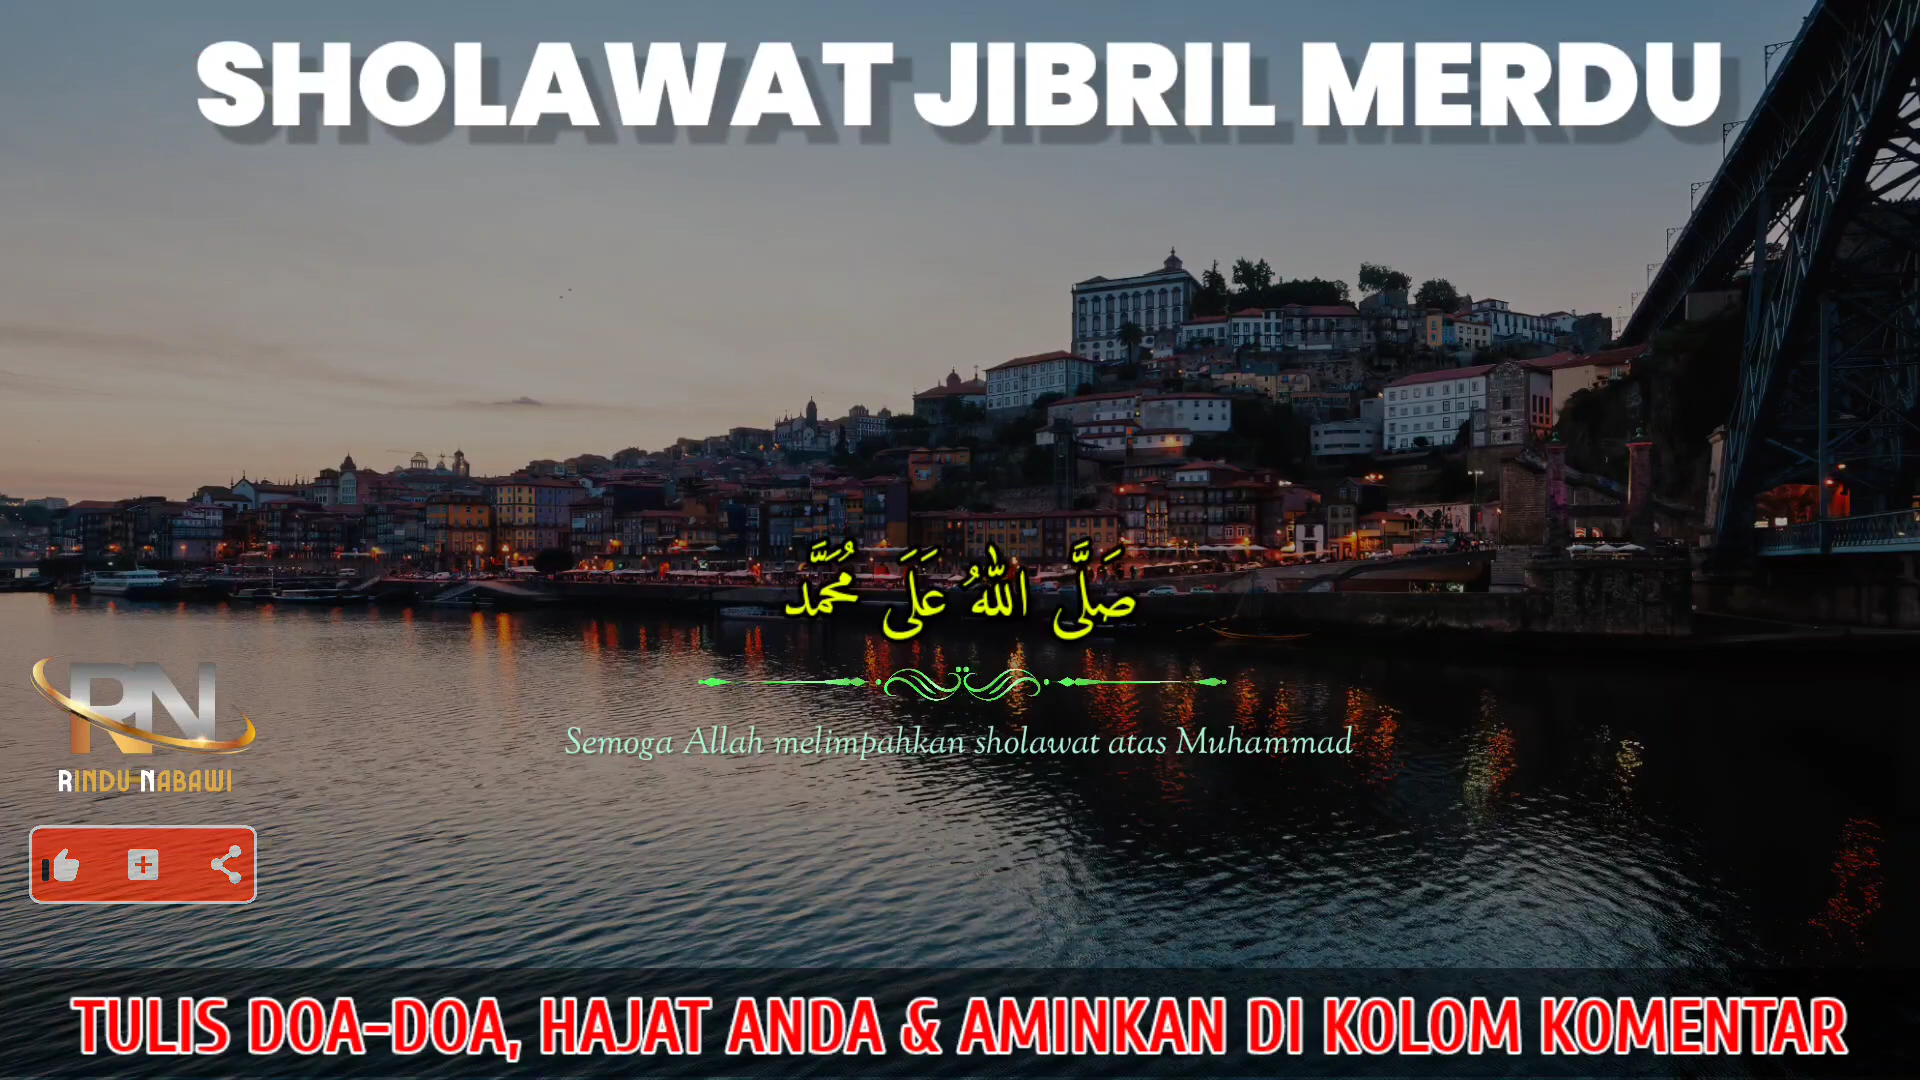 SHOLAWAT JIBRIL MERDU
صَلَّى اللهُ عَلَى مُحَمَّد
Semoga Allah melimpahkan sholawat atas Muhammad
RN
RINDU NABAWI
TULIS DOA-DOA, HAJAT ANDA & AMINKAN DI KOLOM KOMENTAR